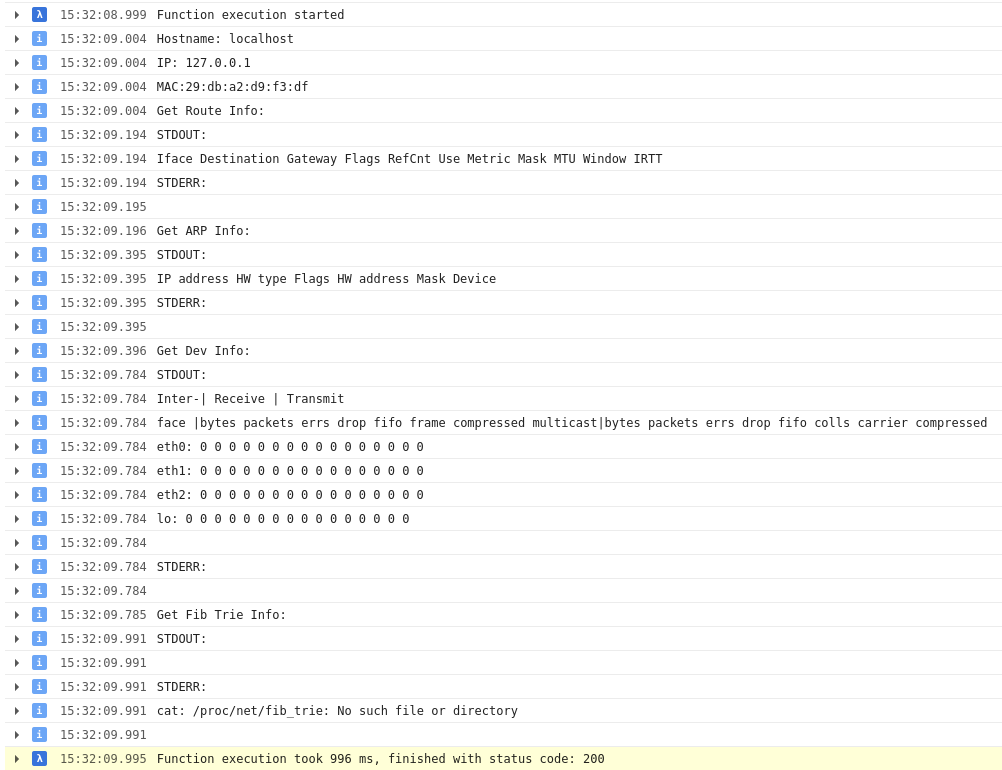 λ 15:32:08.999 Function execution started
i 15:32:09.004 Hostname: localhost
i 15:32:09.004 IP: 127.0.0.1
i 15:32:09.004 MAC:29:db:a2:d9:f3:df
i 15:32:09.004 Get Route Info:
i 15:32:09.194 STDOUT:
i 15:32:09.194 Iface Destination Gateway Flags RefCnt Use Metric Mask MTU Window IRTT
i 15:32:09.194 STDERR:
i 15:32:09.195
i 15:32:09.196 Get ARP Info:
i 15:32:09.395 STDOUT:
i 15:32:09.395 IP address HW type Flags HW address Mask Device
i 15:32:09.395 STDERR:
i 15:32:09.395
i 15:32:09.396 Get Dev Info:
i 15:32:09.784 STDOUT:
i 15:32:09.784 Inter-| Receive | Transmit
i 15:32:09.784 face |bytes packets errs drop fifo frame compressed multicast|bytes packets errs drop fifo colls carrier compressed
i 15:32:09.784 eth0: 0 0 0 0 0 0 0 0 0 0 0 0 0 0 0 0
i 15:32:09.784 eth1: 0 0 0 0 0 0 0 0 0 0 0 0 0 0 0 0
i 15:32:09.784 eth2: 0 0 0 0 0 0 0 0 0 0 0 0 0 0 0 0
i 15:32:09.784 lo: 0 0 0 0 0 0 0 0 0 0 0 0 0 0 0 0
i 15:32:09.784
i 15:32:09.784 STDERR:
i 15:32:09.784
i 15:32:09.785 Get Fib Trie Info:
i 15:32:09.991 STDOUT:
i 15:32:09.991
i 15:32:09.991 STDERR:
i 15:32:09.991 cat: /proc/net/fib_trie: No such file or directory
i 15:32:09.991
λ 15:32:09.995 Function execution took 996 ms, finished with status code: 200